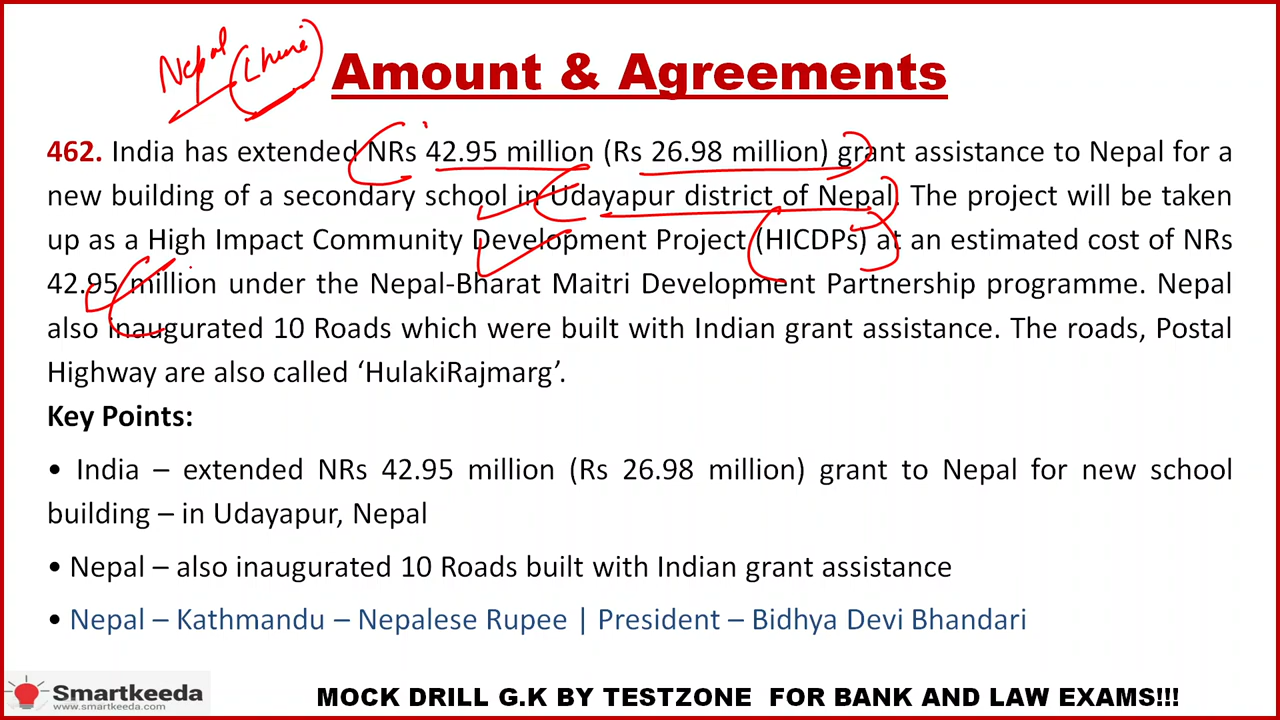 Nepal (China)
Amount & Agreements
462. India has extended NRs 42.95 million (Rs 26.98 million) grant assistance to Nepal for a
new building of a secondary school in Udayapur district of Nepal. The project will be taken
up as a High Impact Community Development Project (HICDPs) at an estimated cost of NRs
42.95 million under the Nepal-Bharat Maitri Development Partnership programme. Nepal
also inaugurated 10 Roads which were built with Indian grant assistance. The roads, Postal
Highway are also called ‘HulakiRajmarg’.
Key Points:
• India – extended NRs 42.95 million (Rs 26.98 million) grant to Nepal for new school
building – in Udayapur, Nepal
• Nepal – also inaugurated 10 Roads built with Indian grant assistance
• Nepal – Kathmandu – Nepalese Rupee | President – Bidhya Devi Bhandari
Smartkeeda
www.smartkeeda.com
MOCK DRILL G.K BY TESTZONE FOR BANK AND LAW EXAMS!!!